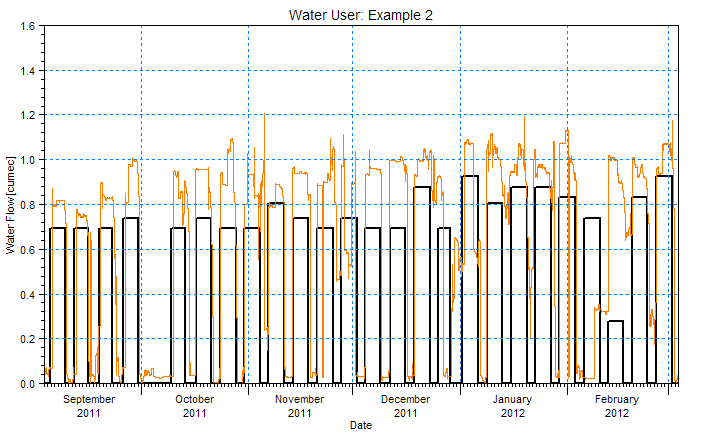 Water User: Example 2
1.6
1.4
1.2
1.0
0.8
0.6
0.4
0.2
0.0
Water Flow [cumec]
September October November December January February
2011 2011 2011 2011 2012 2012
Date